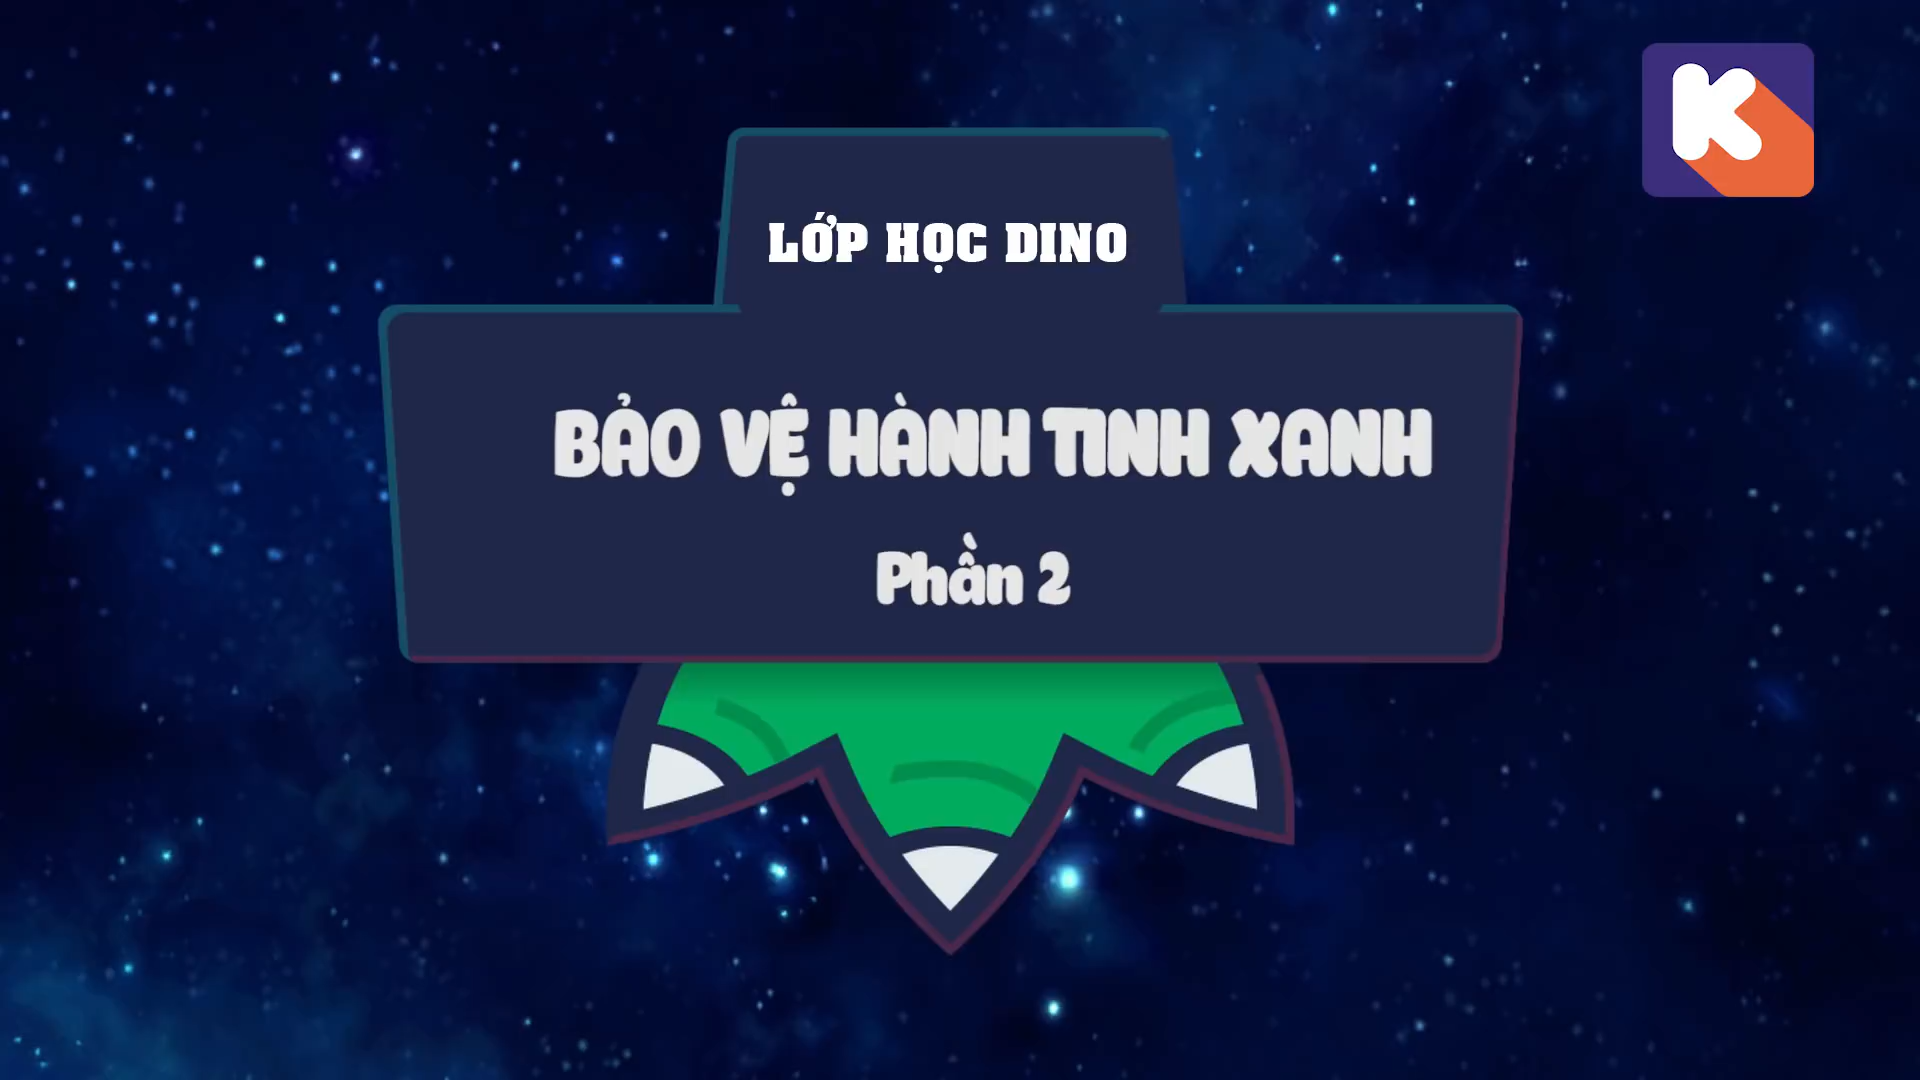 K
LỚP HỌC DINO
BẢO VỆ HÀNH TINH XANH
Phần 2